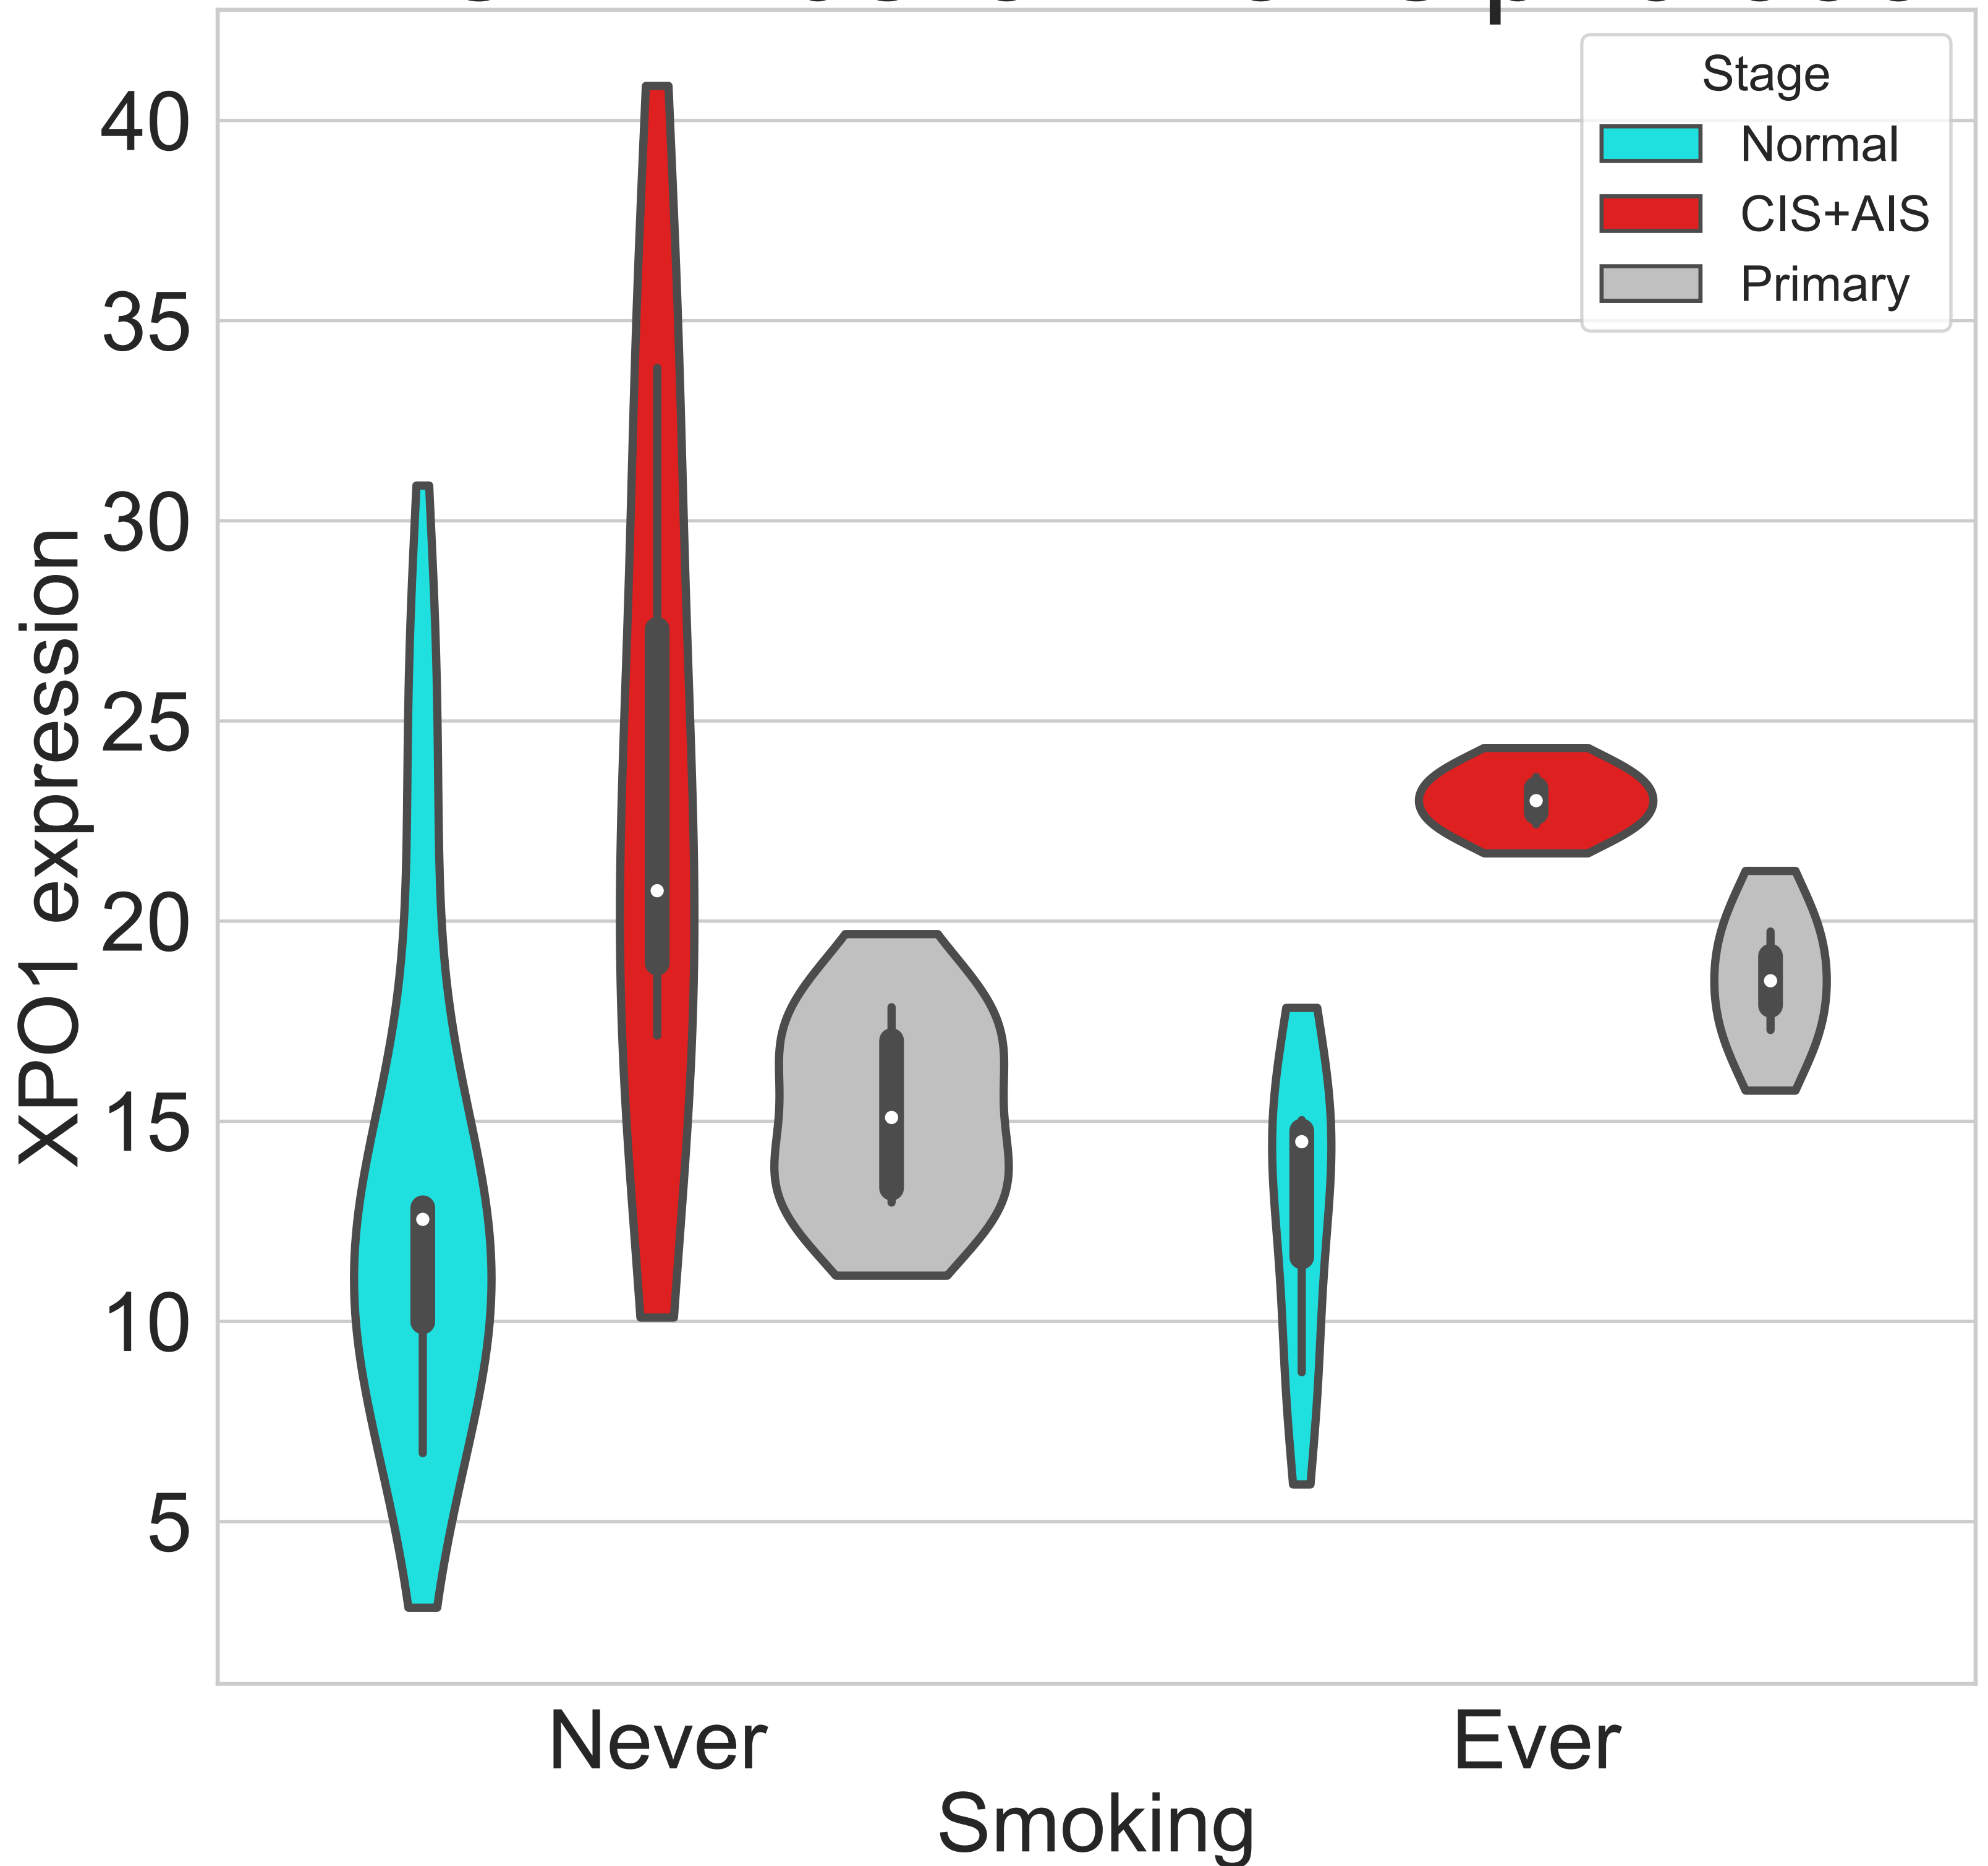 Stage
Normal
CIS+AIS
Primary
40
35
30
25
20
15
10
5
XPO1 expression
Never
Ever
Smoking